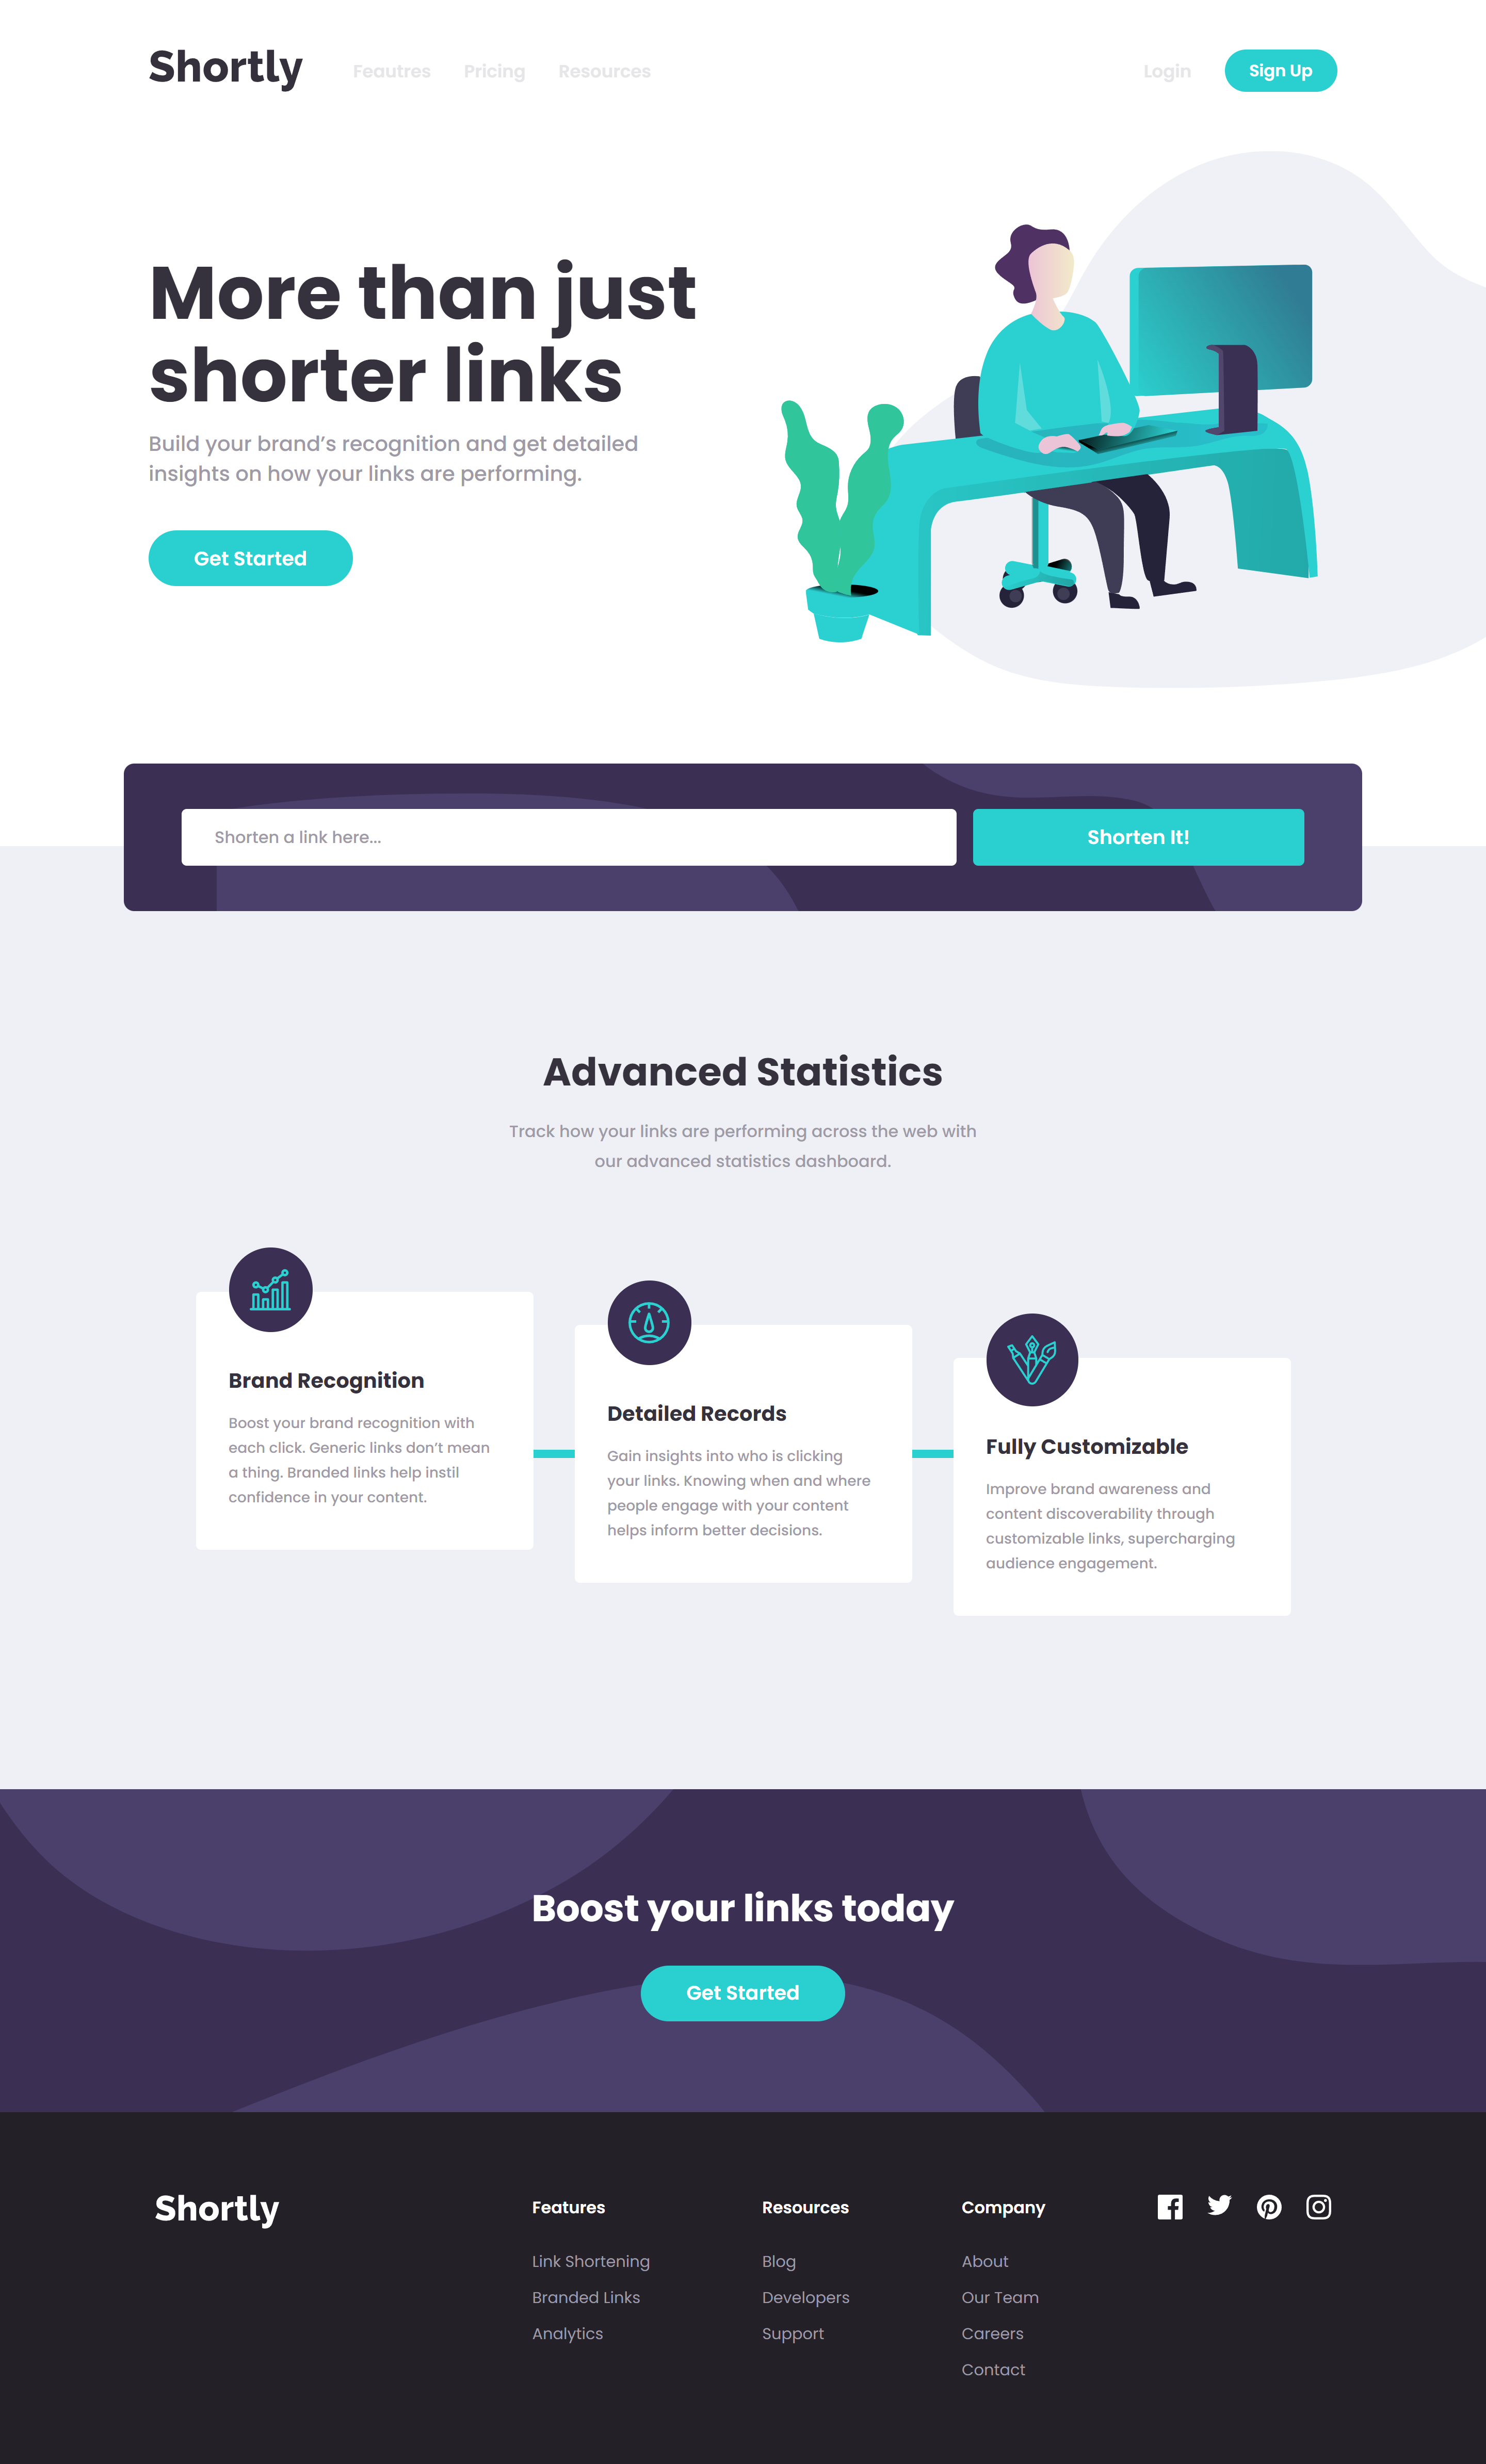 Shortly
Feautres
Pricing
Resources
Login
Sign Up
More than just
shorter links
Build your brand’s recognition and get detailed
insights on how your links are performing.
Get Started
Shorten a link here...
Shorten It!
Advanced Statistics
Track how your links are performing across the web with
our advanced statistics dashboard.
Brand Recognition
Boost your brand recognition with
each click. Generic links don’t mean
a thing. Branded links help instil
confidence in your content.
Detailed Records
Gain insights into who is clicking
your links. Knowing when and where
people engage with your content
helps inform better decisions.
Fully Customizable
Improve brand awareness and
content discoverability through
customizable links, supercharging
audience engagement.
Boost your links today
Get Started
Shortly
Features
Link Shortening
Branded Links
Analytics
Resources
Blog
Developers
Support
Company
About
Our Team
Careers
Contact